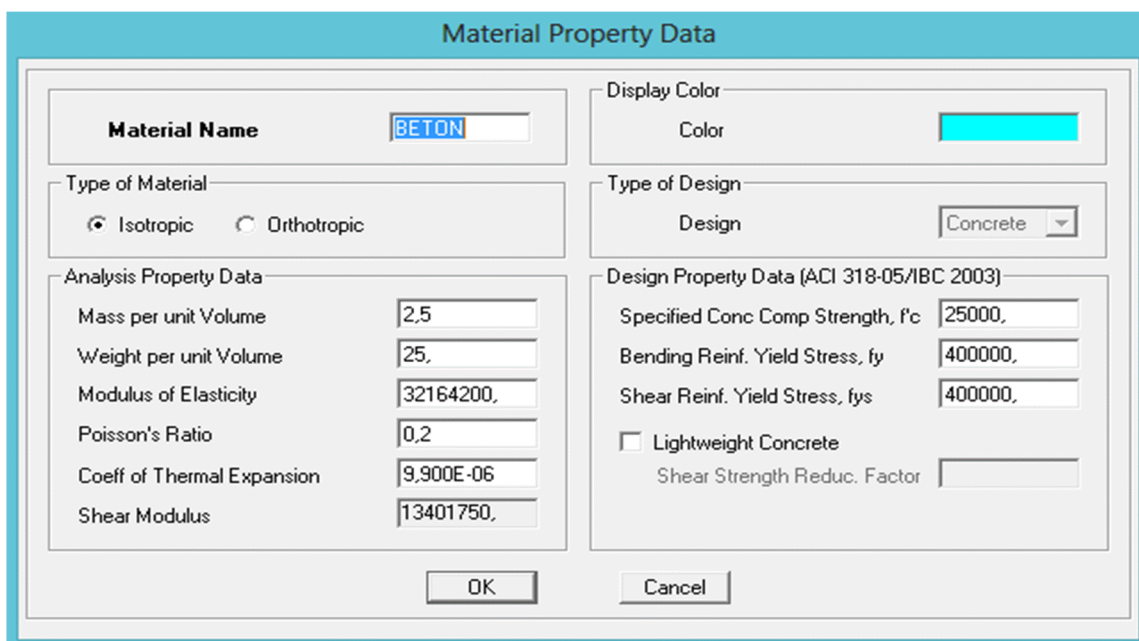 Material Property Data
Material Name BETON
Display Color
Color
Type of Material
Isotropic Orthotropic
Type of Design
Design Concrete
Analysis Property Data
Mass per unit Volume 2,5
Weight per unit Volume 25,
Modulus of Elasticity 32164200,
Poisson's Ratio 0,2
Coeff of Thermal Expansion 9,900E-06
Shear Modulus 13401750,
Design Property Data (ACI 318-05/IBC 2003)
Specified Conc Comp Strength, f'c 25000,
Bending Reinf. Yield Stress, fy 400000,
Shear Reinf. Yield Stress, fys 400000,
Lightweight Concrete
Shear Strength Reduc. Factor
OK Cancel